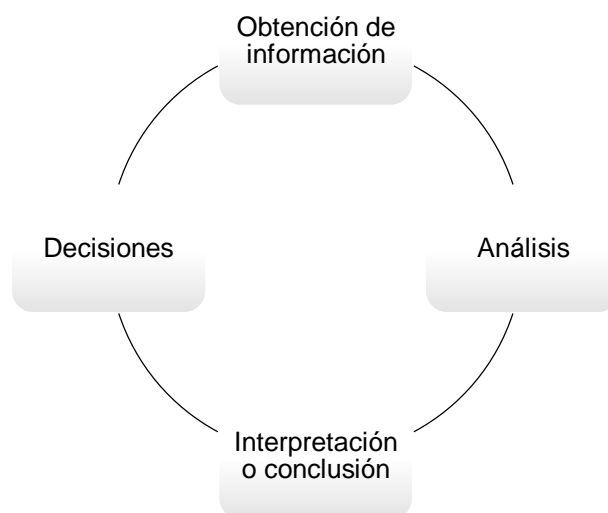 Obtención de
información
Análisis
Interpretación
o conclusión
Decisiones